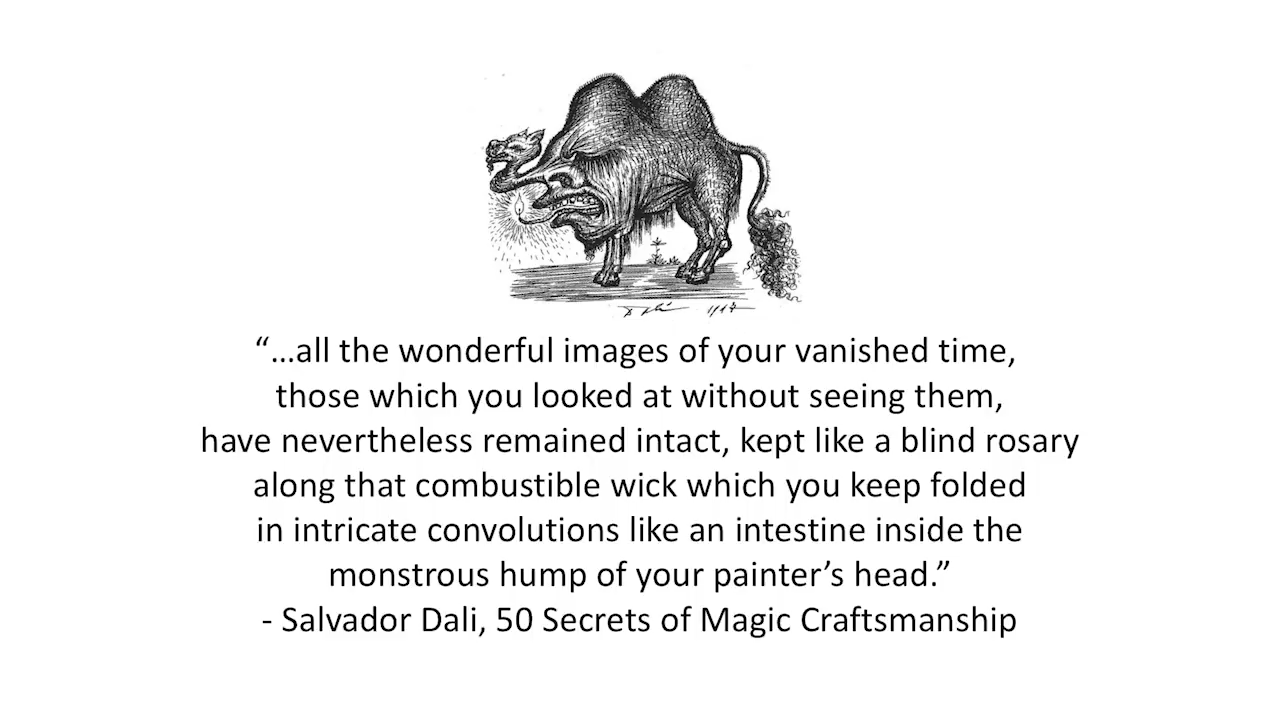 “...all the wonderful images of your vanished time,
those which you looked at without seeing them,
have nevertheless remained intact, kept like a blind rosary
along that combustible wick which you keep folded
in intricate convolutions like an intestine inside the
monstrous hump of your painter’s head.”
- Salvador Dali, 50 Secrets of Magic Craftsmanship